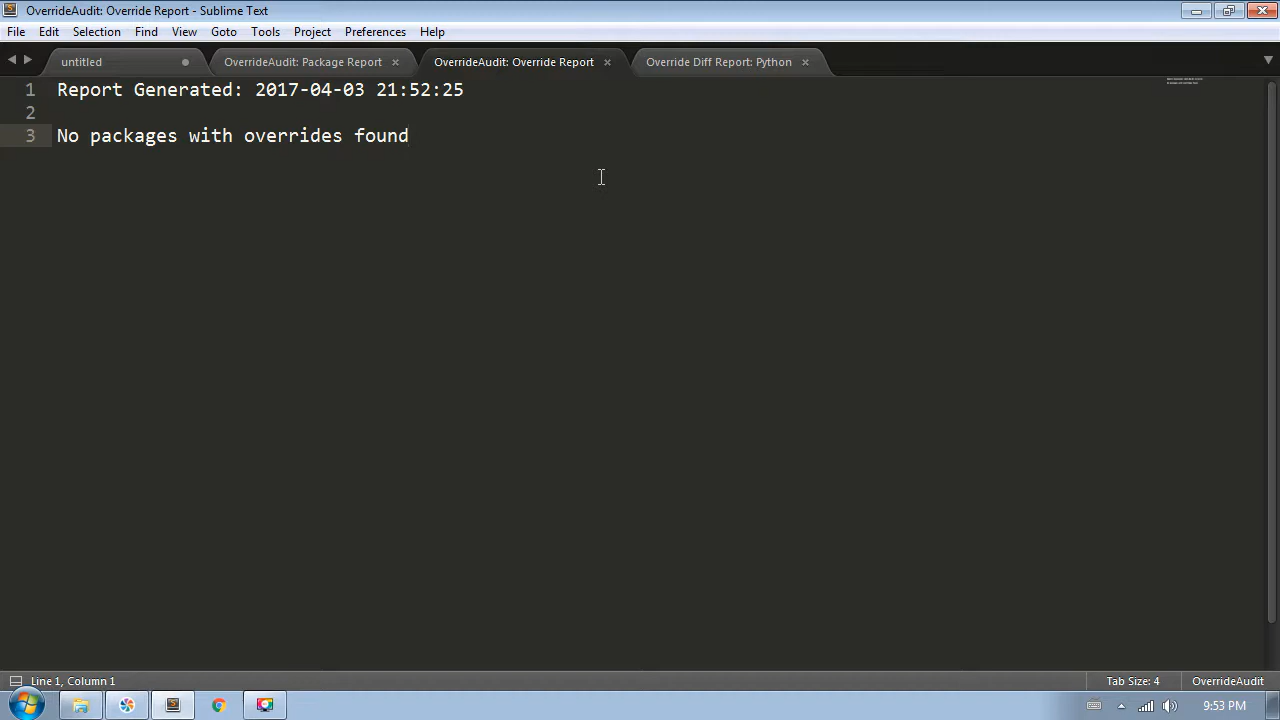 OverrideAudit: Override Report - Sublime Text
File Edit Selection Find View Goto Tools Project Preferences Help
untitled OverrideAudit: Package Report OverrideAudit: Override Report Override Diff Report: Python
1 Report Generated: 2017-04-03 21:52:25
2
3 No packages with overrides found
Line 1, Column 1 Tab Size: 4 OverrideAudit
9:53 PM